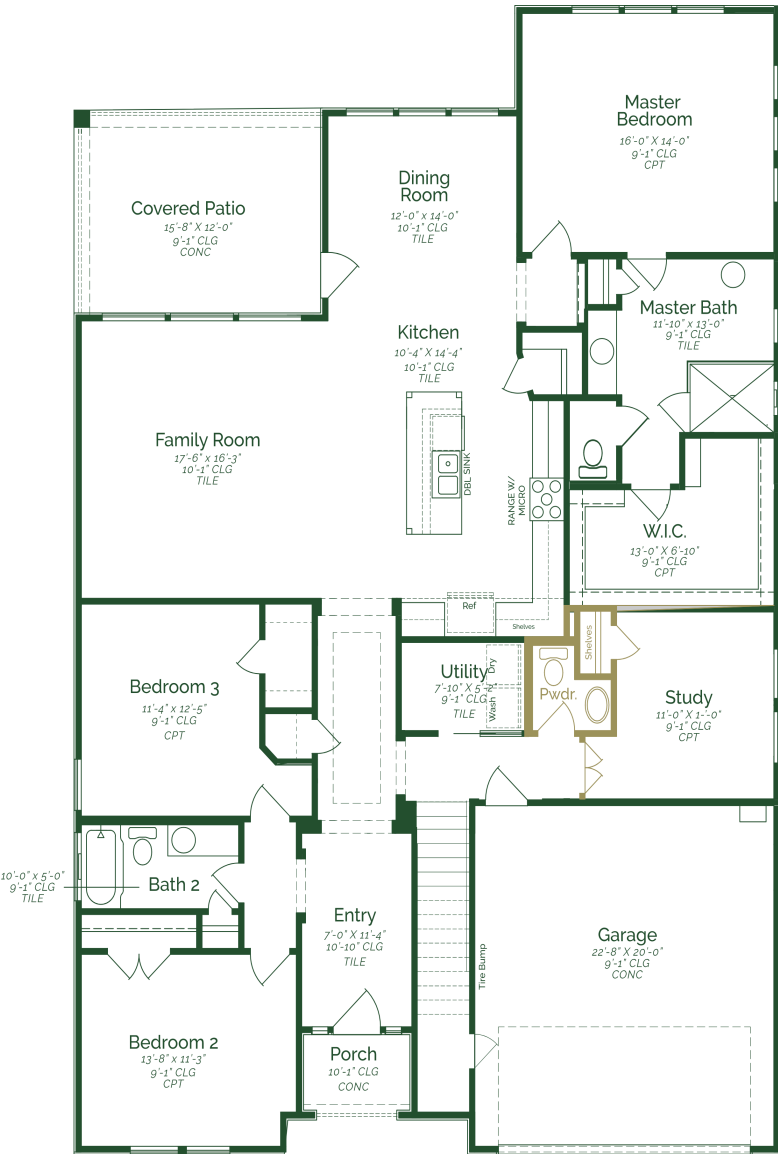 Master
Bedroom
16'-0" X 14'-0"
9'-1" CLG
CPT
Dining
Room
12'-0" x 14'-0"
10'-1" CLG
TILE
Covered Patio
15'-8" X 12'-0"
9'-1" CLG
CONC
Master Bath
11'-10" x 13'-0"
9'-1" CLG
TILE
Kitchen
10'-4" X 14'-4"
10'-1" CLG
TILE
Family Room
17'-6" x 16'-3"
10'-1" CLG
TILE
DBL SINK
RANGE W/
MICRO
W.I.C.
13'-0" X 6'-10"
9'-1" CLG
CPT
Ref
Shelves
Shelves
Utility
7'-10" X 5'-2"
9'-1" CLG
TILE
Dry
Wash
Pwdr.
Study
11'-0" X 1-'-0"
9'-1" CLG
CPT
Bedroom 3
11'-4" x 12'-5"
9'-1" CLG
CPT
10'-0" x 5'-0"
9'-1" CLG
TILE
Bath 2
Entry
7'-0" X 11'-4"
10'-10" CLG
TILE
Tire Bump
Garage
22'-8" X 20'-0"
9'-1" CLG
CONC
Bedroom 2
13'-8" x 11'-3"
9'-1" CLG
CPT
Porch
10'-1" CLG
CONC